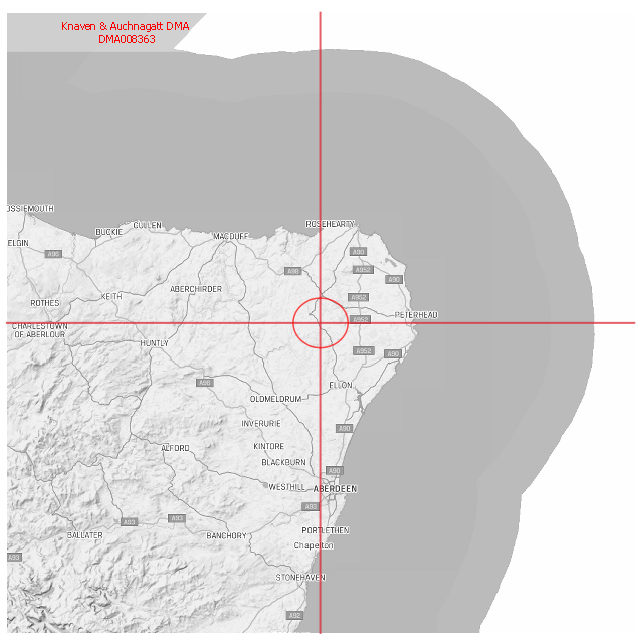 Knaven & Auchnagatt DMA
DMA008363
OSSIEMOUTH
ROSEHEARTY
CULLEN
BUCKIE
MACDUFF
ELGIN
A96
A90
A98
A952
A90
KEITH
ABERCHIRDER
ROTHES
A952
PETERHEAD
A952
CHARLESTOWN
OF ABERLOUR
HUNTLY
A952
A90
A96
ELLON
OLDMELDRUM
INVERURIE
A90
KINTORE
ALFORD
BLACKBURN
A90
WESTHILL
ABERDEEN
A93
A93
A93
PORTLETHEN
BALLATER
BANCHORY
Chapelton
A93
STONEHAVEN
A92